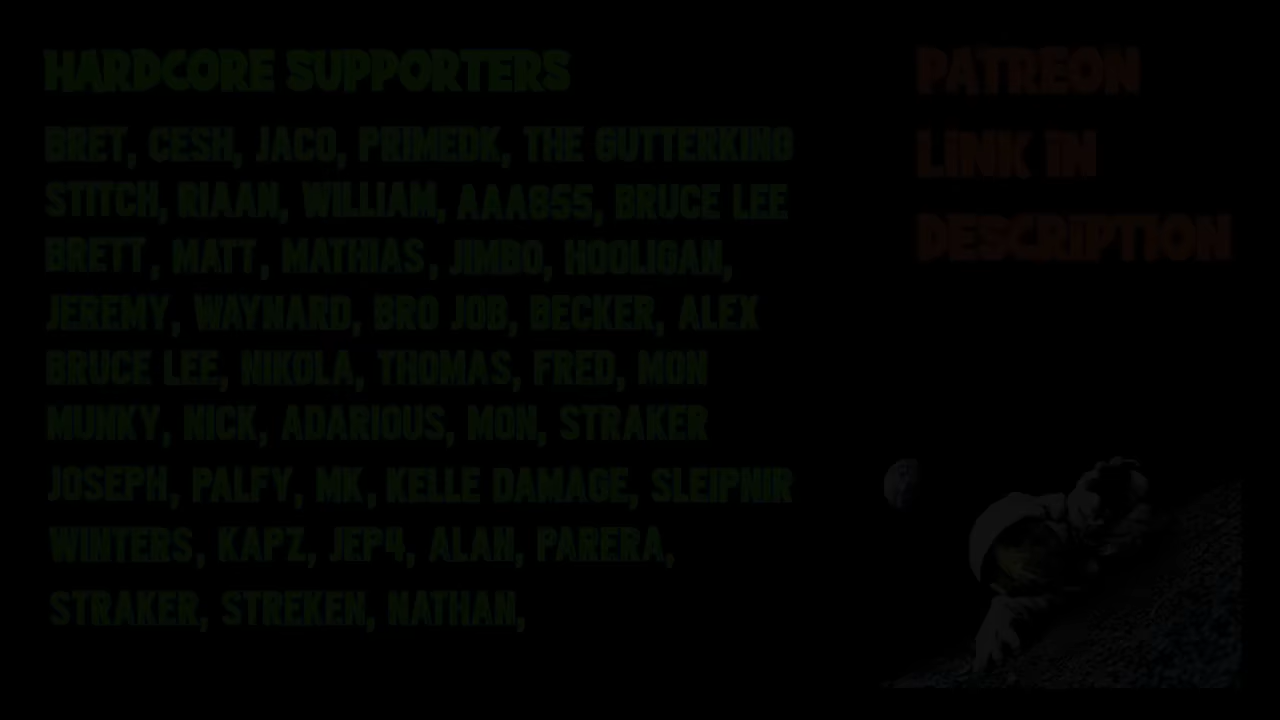 HARDCORE SUPPORTERS
BRET, CESH, JACO, PRIMEDK, THE GUTTERKING
STITCH, RIAAN, WILLIAM, AAA855, BRUCE LEE
BRETT, MATT, MATHIAS, JIMBO, HOOLIGAN,
JEREMY, WAYNARD, BRO JOB, BECKER, ALEX
BRUCE LEE, NIKOLA, THOMAS, FRED, MON
MUNKY, NICK, ADARIOUS, MON, STRAKER
JOSEPH, PALFY, MK, KELLE DAMAGE, SLEIPNIR
WINTERS, KAPZ, JEP4, ALAN, PARERA,
STRAKER, STREKEN, NATHAN,
PATREON
LINK IN
DESCRIPTION